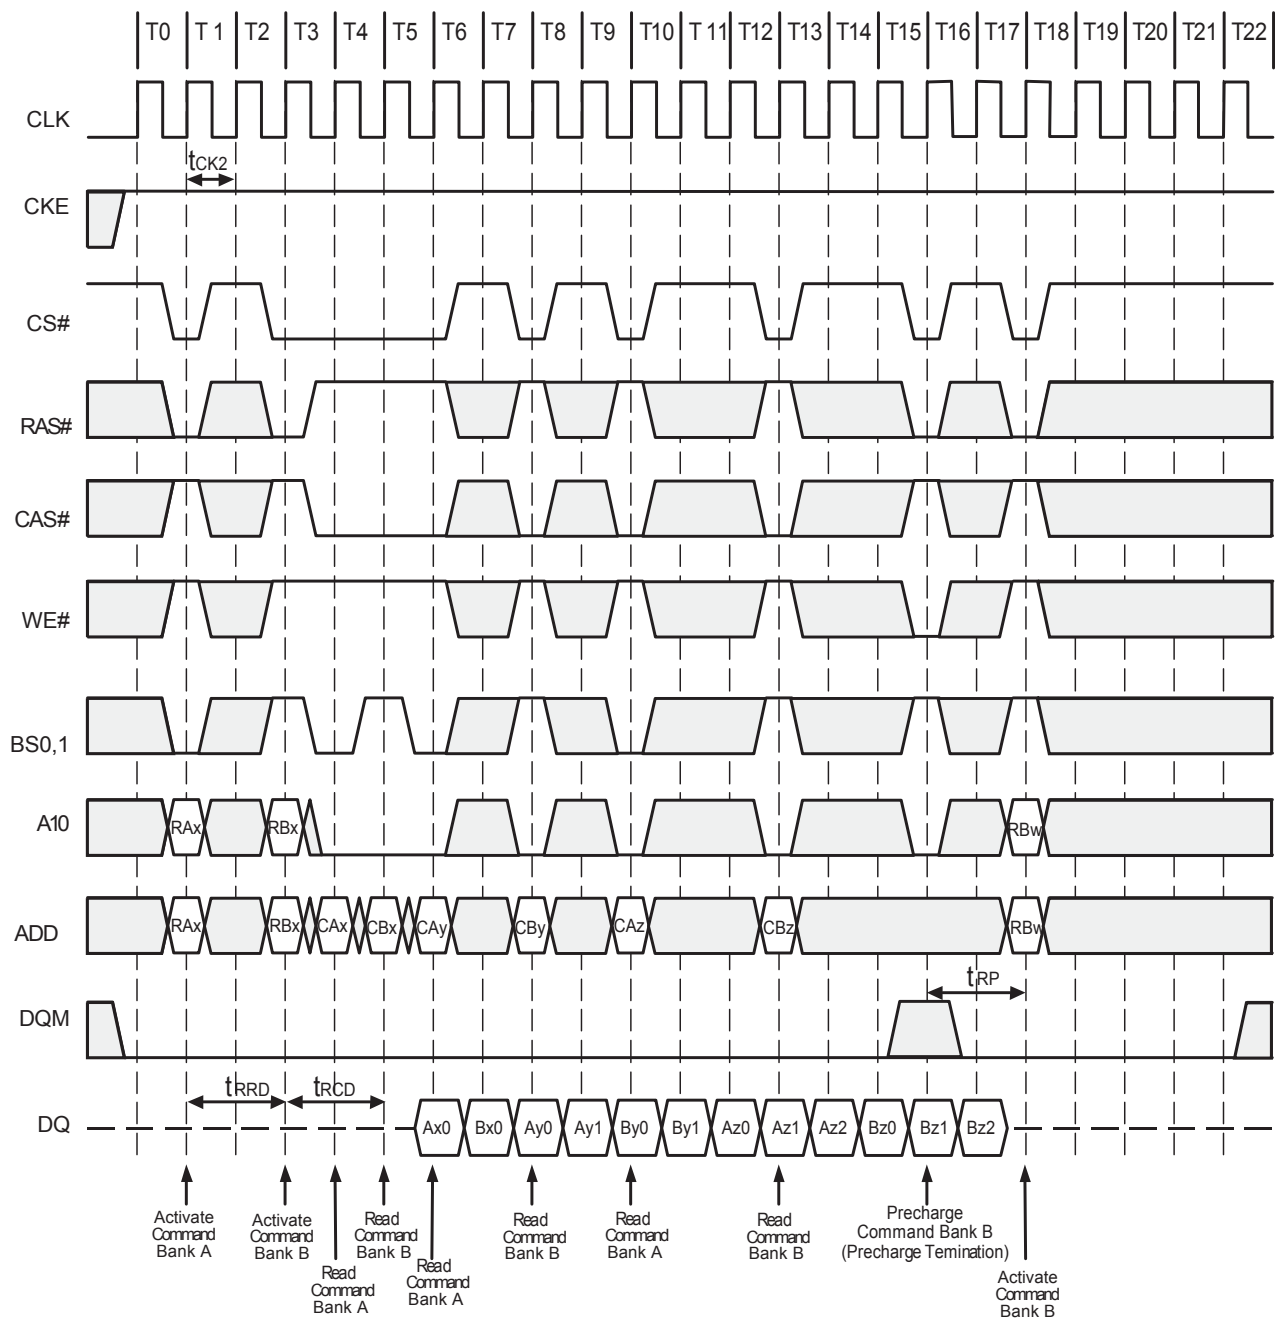 T0 T 1 T2 T3 T4 T5 T6 T7 T8 T9 T10 T 11 T12 T13 T14 T15 T16 T17 T18 T19 T20 T21 T22
CLK
tCK2
CKE
CS#
RAS#
CAS#
WE#
BS0,1
A10
RAx RBx RBw
ADD
RAx RBx CAx CBx CAy CBy CAz CBz RBw
tRP
DQM
tRRD tRCD
DQ
Ax0 Bx0 Ay0 Ay1 By0 By1 Az0 Az1 Az2 Bz0 Bz1 Bz2
Activate
Command
Bank A
Activate
Command
Bank B
Read
Command
Bank A
Read
Command
Bank B
Read
Command
Bank A
Read
Command
Bank B
Read
Command
Bank A
Read
Command
Bank B
Precharge
Command Bank B
(Precharge Temination)
Activate
Command
Bank B